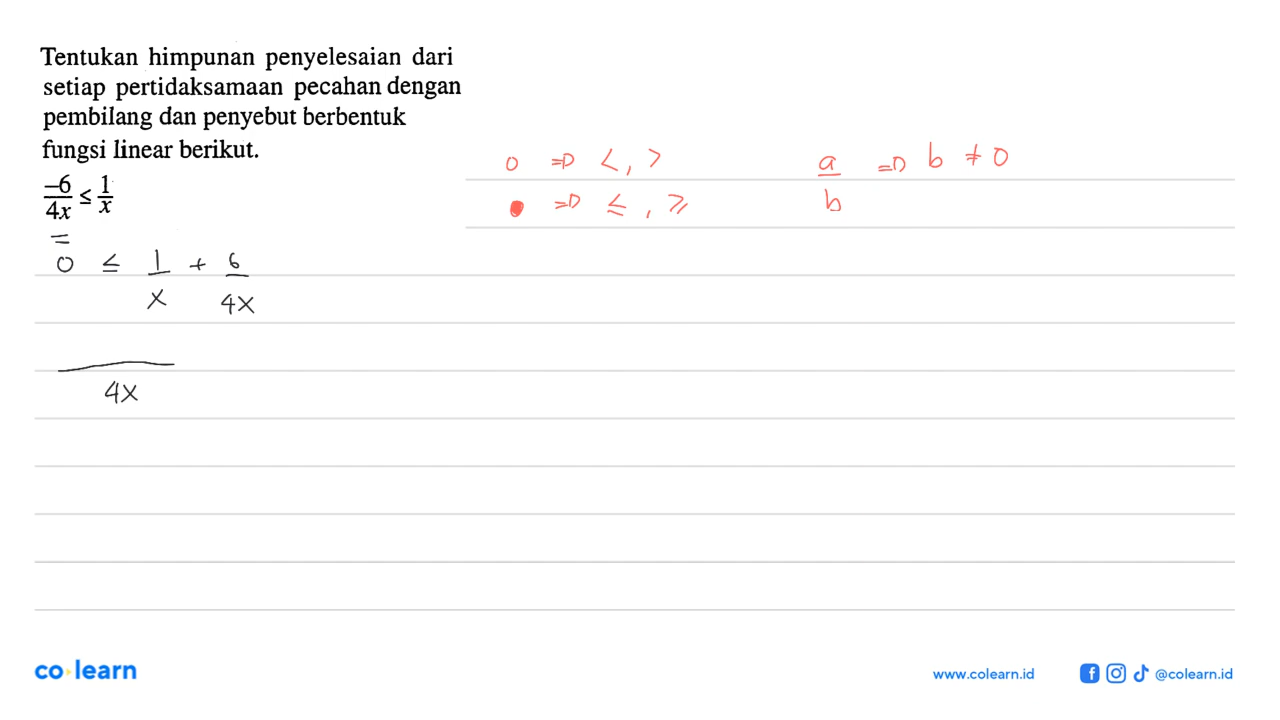 Tentukan himpunan penyelesaian dari
setiap pertidaksamaan pecahan dengan
pembilang dan penyebut berbentuk
fungsi linear berikut.
-6/4x ≤ 1/x
0 ≤ 1/x + 6/4x
/4x
o => <, >
● => ≤, ≥
a/b => b ≠ 0
co learn
www.colearn.id
@colearn.id